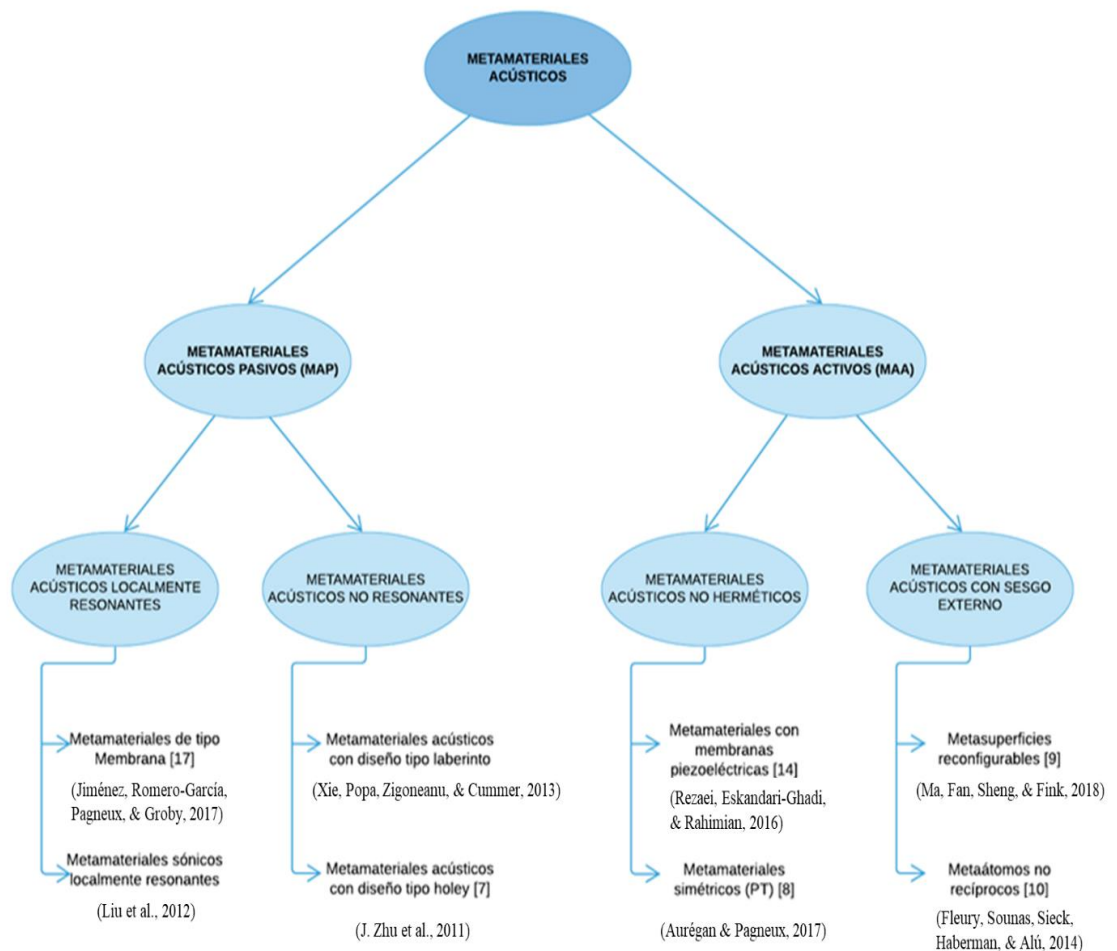 METAMATERIALES
ACÚSTICOS
METAMATERIALES
ACÚSTICOS PASIVOS (MAP)
METAMATERIALES
ACÚSTICOS ACTIVOS (MAA)
METAMATERIALES
ACÚSTICOS LOCALMENTE
RESONANTES
METAMATERIALES
ACÚSTICOS NO RESONANTES
METAMATERIALES
ACÚSTICOS NO HERMÉTICOS
METAMATERIALES
ACÚSTICOS CON SESGO
EXTERNO
Metamateriales de tipo
Membrana [17]
(Jiménez, Romero-García,
Pagneux, & Groby, 2017)
Metamateriales sónicos
localmente resonantes
(Liu et al., 2012)
Metamateriales acústicos
con diseño tipo laberinto
(Xie, Popa, Zigoneanu, & Cummer, 2013)
Metamateriales acústicos
con diseño tipo holey [7]
(J. Zhu et al., 2011)
Metamateriales con
membranas
piezoeléctricas [14]
(Rezaei, Eskandari-Ghadi,
& Rahimian, 2016)
Metamateriales
simétricos (PT) [8]
(Aurégan & Pagneux, 2017)
Metasuperficies
reconfigurables [9]
(Ma, Fan, Sheng, & Fink, 2018)
Metaátomos no
recíprocos [10]
(Fleury, Sounas, Sieck,
Haberman, & Alú, 2014)